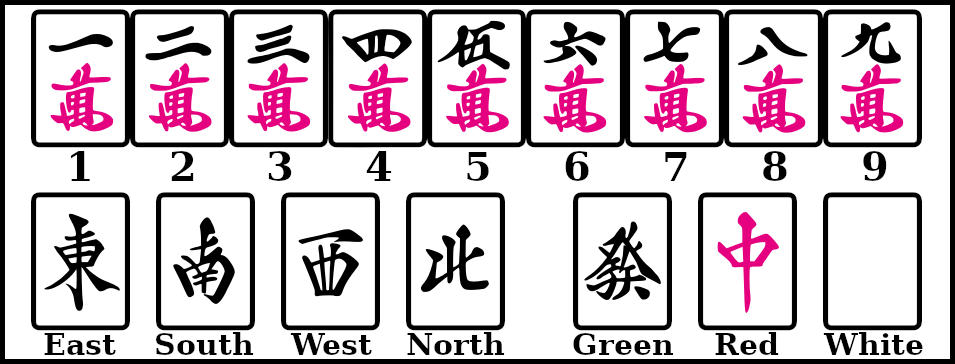 一 二 三 四 伍 六 七 八 九
萬 萬 萬 萬 萬 萬 萬 萬 萬
1 2 3 4 5 6 7 8 9
東 南 西 北 發 中
East South West North Green Red White